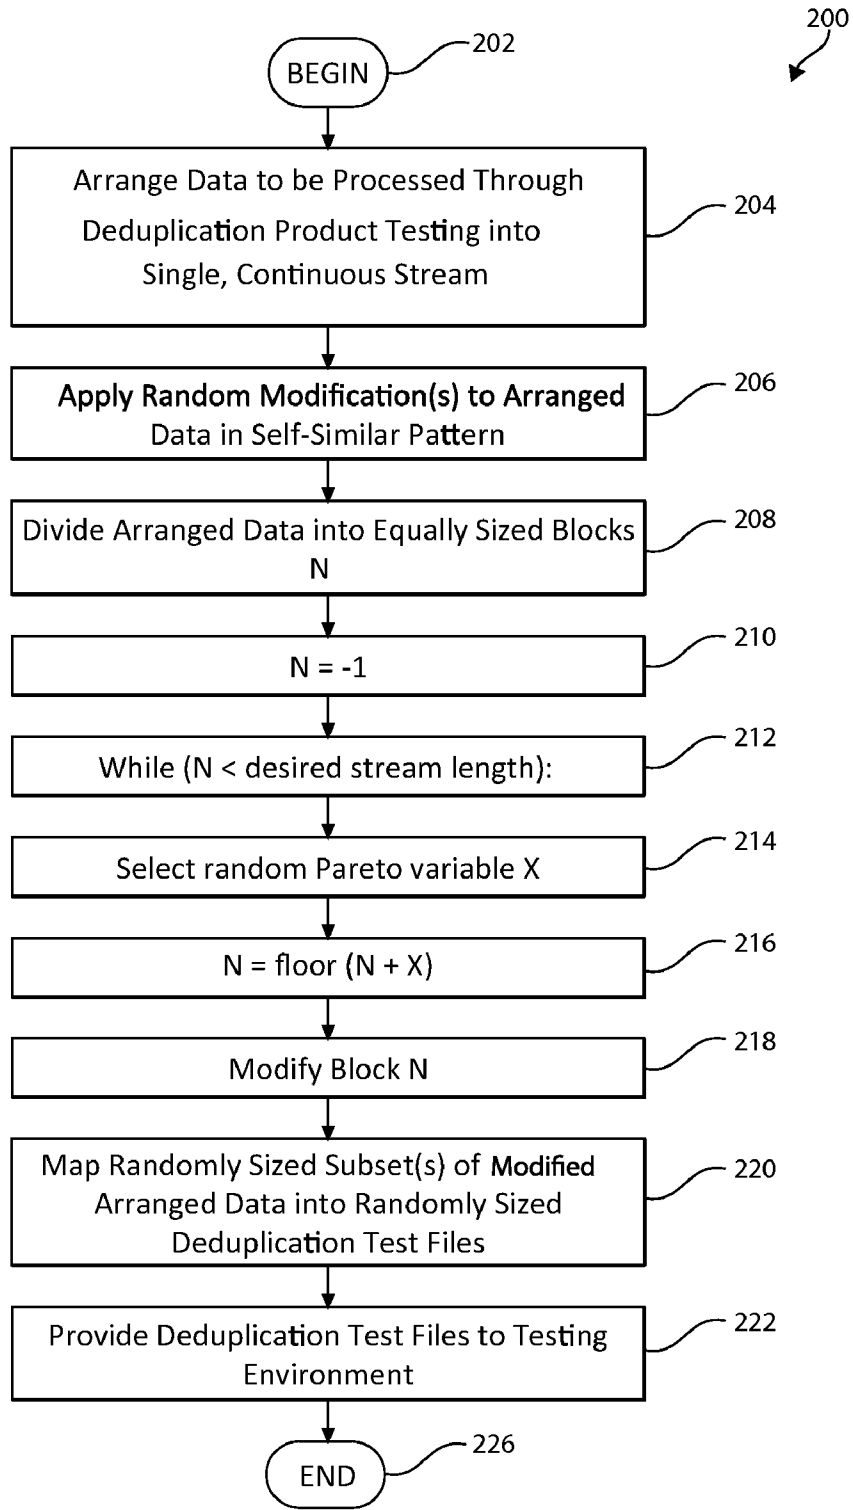 200
BEGIN
202
Arrange Data to be Processed Through
Deduplication Product Testing into
Single, Continuous Stream
204
Apply Random Modification(s) to Arranged
Data in Self-Similar Pattern
206
Divide Arranged Data into Equally Sized Blocks
N
208
N = -1
210
While (N < desired stream length):
212
Select random Pareto variable X
214
N = floor (N + X)
216
Modify Block N
218
Map Randomly Sized Subset(s) of Modified
Arranged Data into Randomly Sized
Deduplication Test Files
220
Provide Deduplication Test Files to Testing
Environment
222
END
226